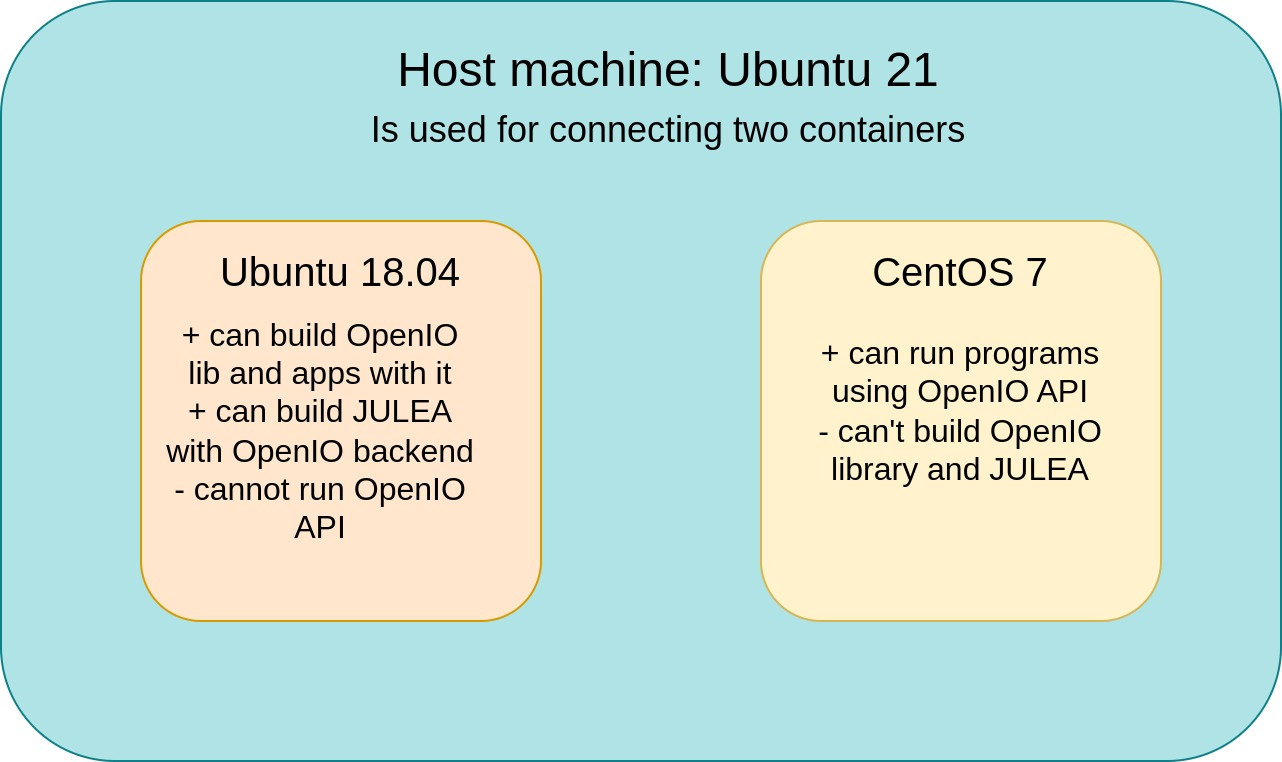 Host machine: Ubuntu 21
Is used for connecting two containers
Ubuntu 18.04
+ can build OpenIO
lib and apps with it
+ can build JULEA
with OpenIO backend
- cannot run OpenIO
API
CentOS 7
+ can run programs
using OpenIO API
- can't build OpenIO
library and JULEA